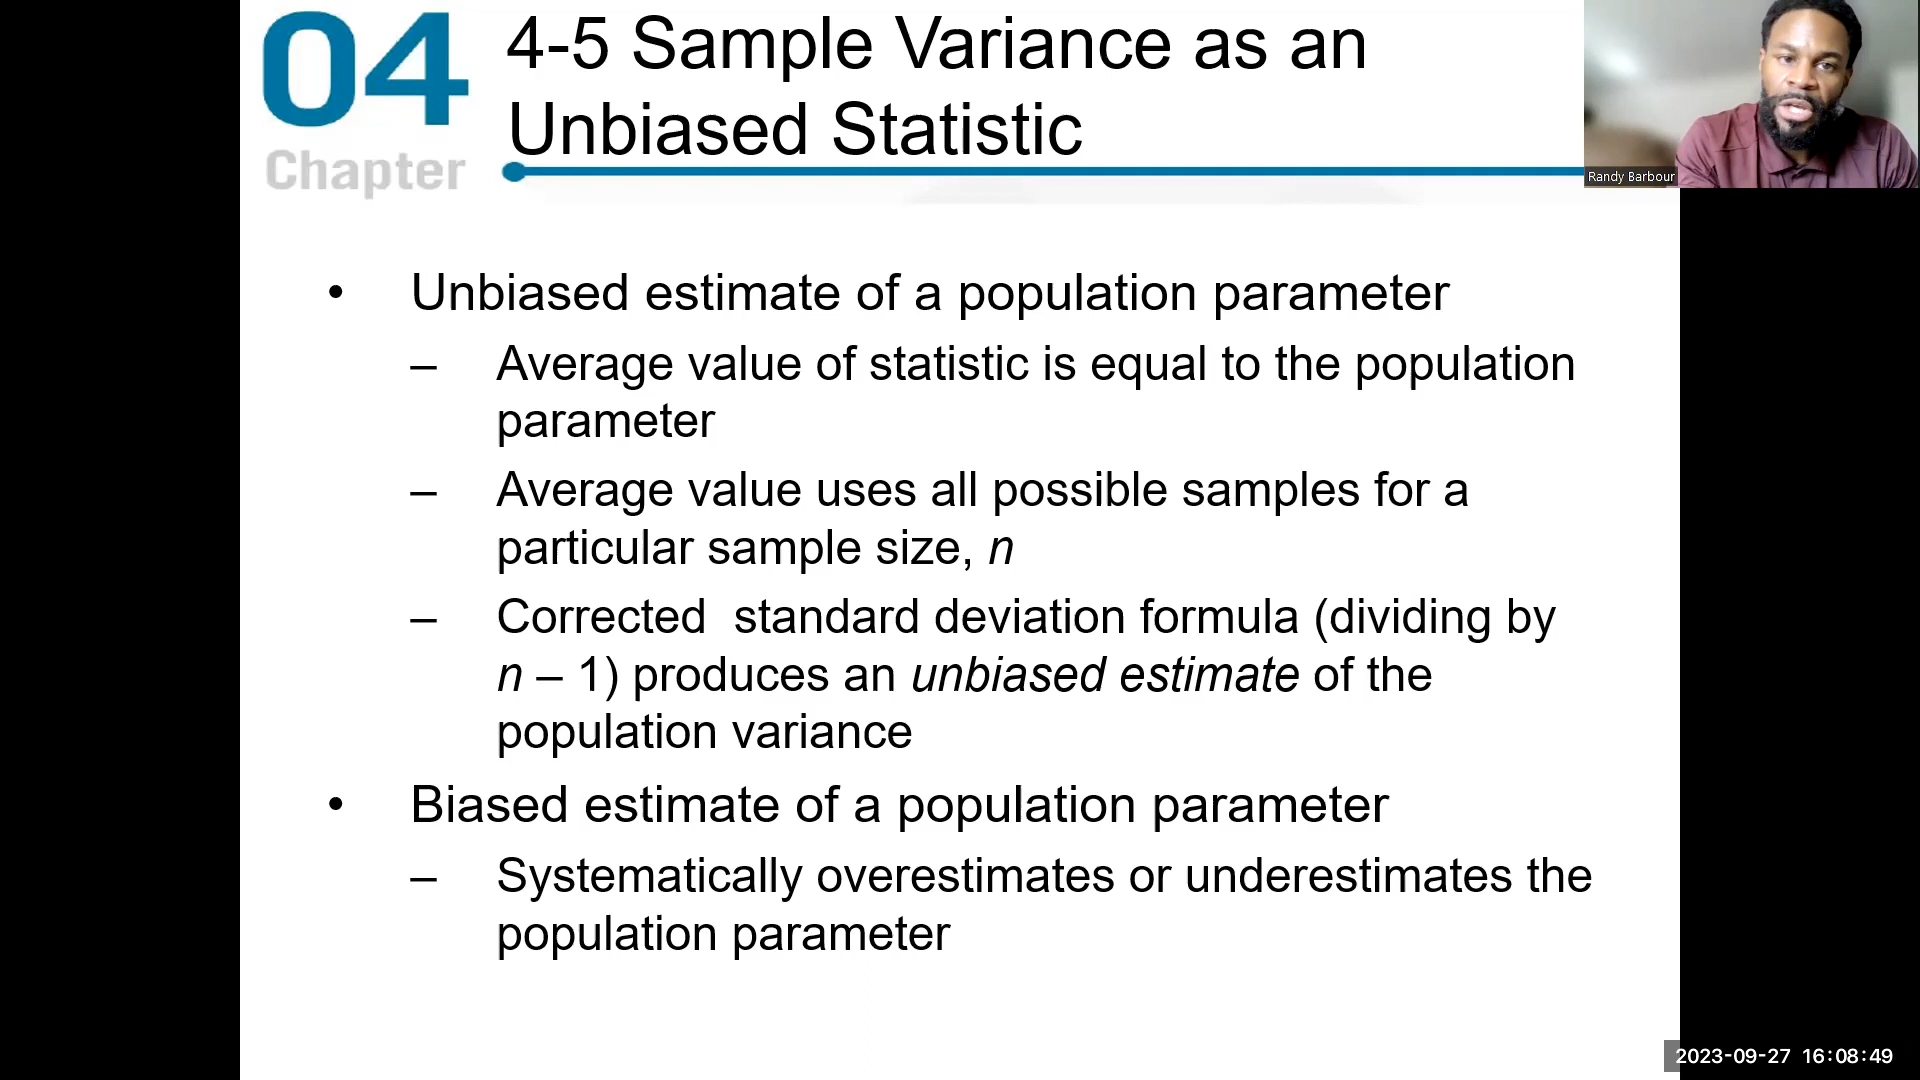 04
Chapter
4-5 Sample Variance as an
Unbiased Statistic
Randy Barbour
• Unbiased estimate of a population parameter
– Average value of statistic is equal to the population
parameter
– Average value uses all possible samples for a
particular sample size, n
– Corrected  standard deviation formula (dividing by
n – 1) produces an unbiased estimate of the
population variance
• Biased estimate of a population parameter
– Systematically overestimates or underestimates the
population parameter
2023-09-27 16:08:49